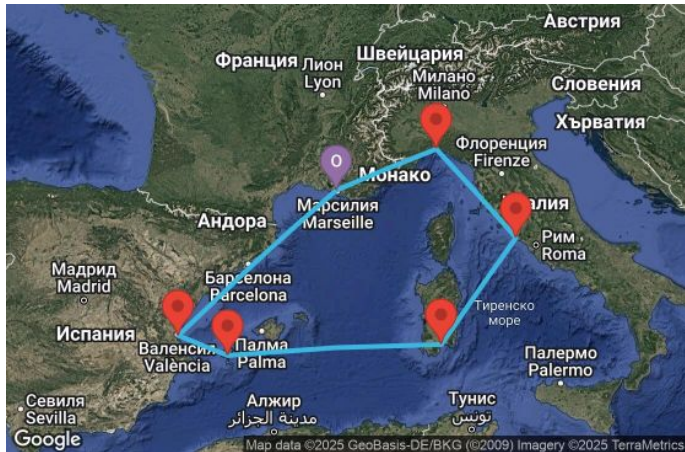 Австрия
Швейцария
Франция
Лион
Lyon
Милано
Milano
Словения
Хърватия
Флоренция
Firenze
O
Монако
Марсилия
Marseille
алия
Андора
Рим
Roma
Барселона
Barcelona
Мадрид
Madrid
Тиренско
море
Испания
Валенсия
València
Палма
Palma
Палермо
Palermo
Севиля
Sevilla
Алжир
مدينة الجزائر
Тунис
تونس
Google
Map data ©2025 GeoBasis-DE/BKG (©2009) Imagery ©2025 TerraMetrics